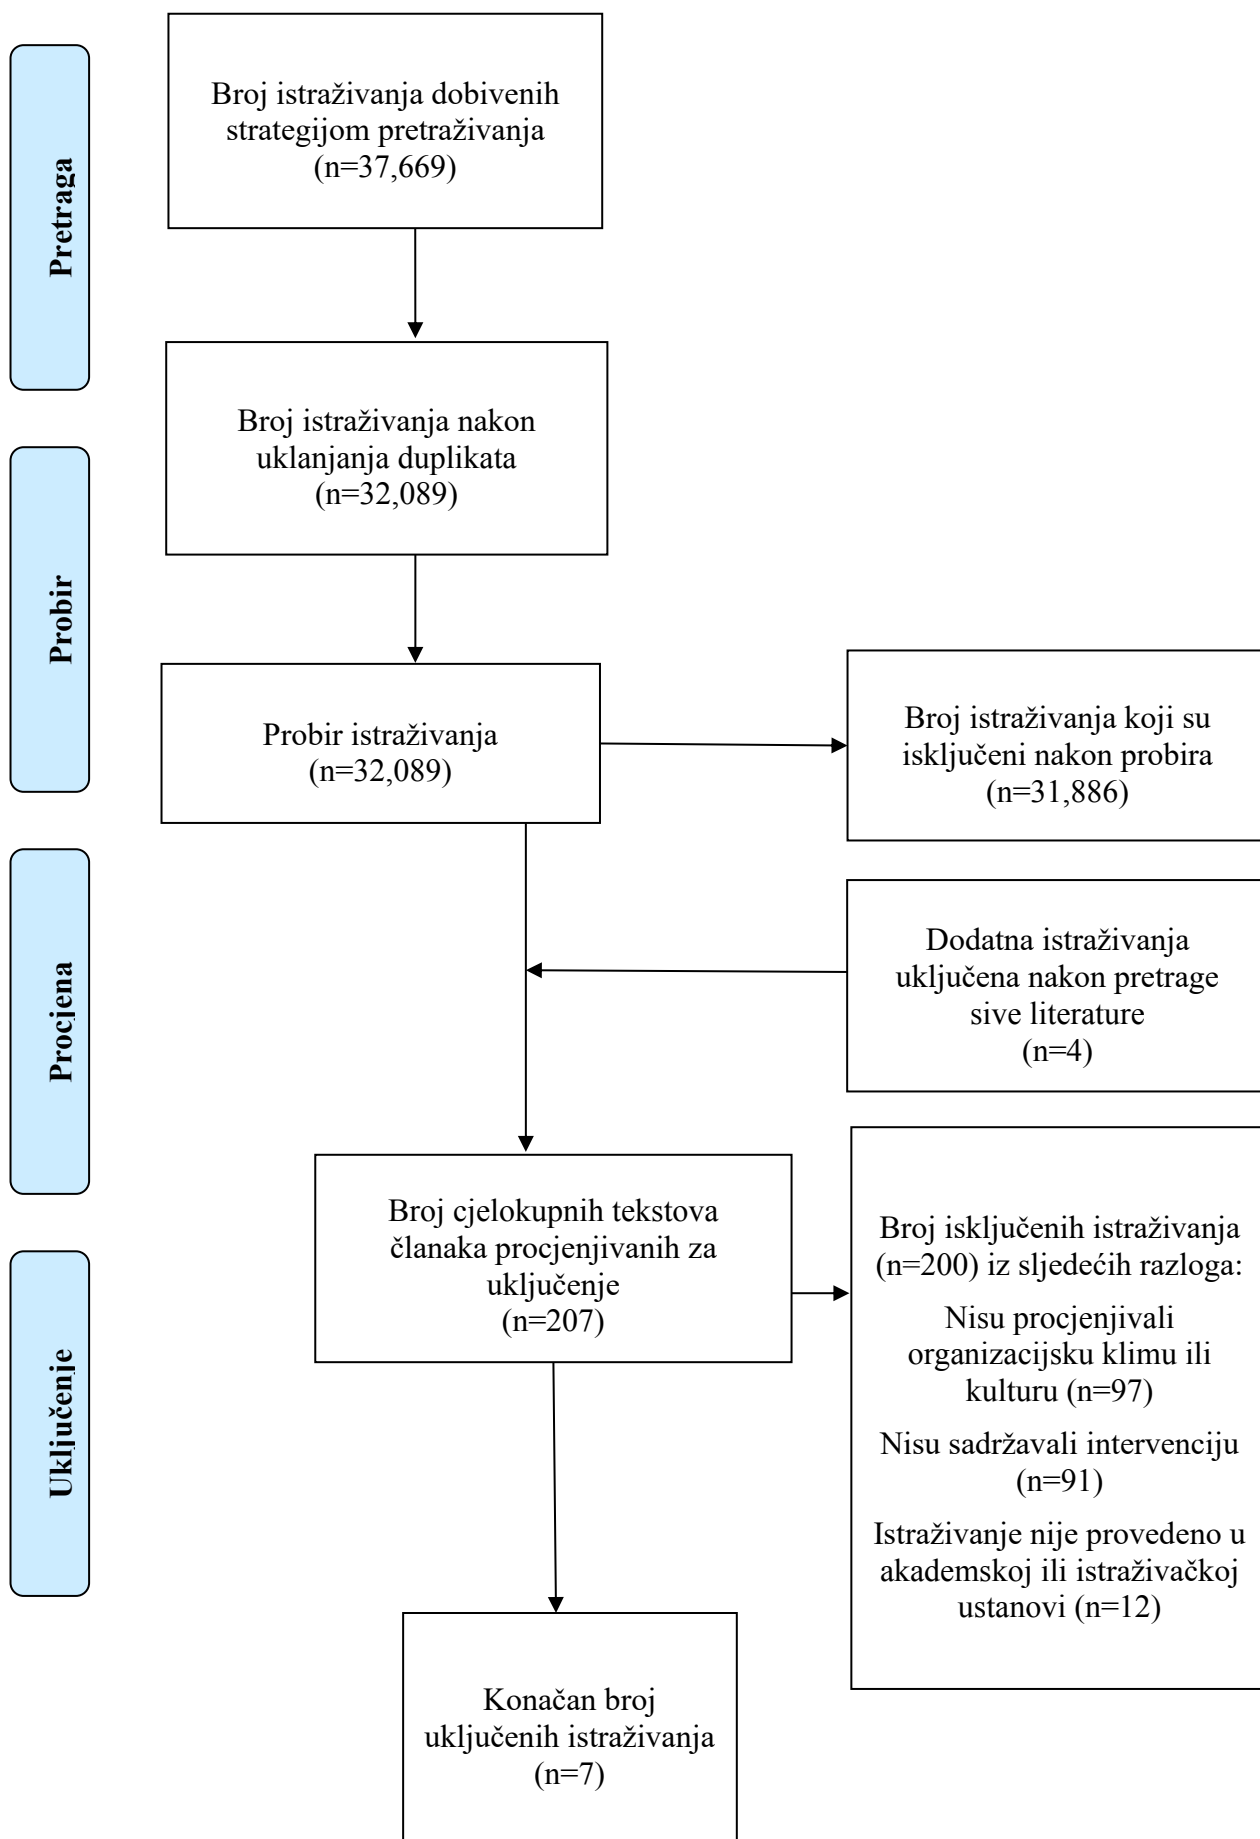 Pretraga
Broj istraživanja dobivenih
strategijom pretraživanja
(n=37,669)
Broj istraživanja nakon
uklanjanja duplikata
(n=32,089)
Probir
Probir istraživanja
(n=32,089)
Broj istraživanja koji su
isključeni nakon probira
(n=31,886)
Procjena
Dodatna istraživanja
uključena nakon pretrage
sive literature
(n=4)
Broj cjelokupnih tekstova
članaka procjenjivanih za
uključenje
(n=207)
Broj isključenih istraživanja
(n=200) iz sljedećih razloga:
Nisu procjenjivali
organizacijsku klimu ili
kulturu (n=97)
Nisu sadržavali intervenciju
(n=91)
Istraživanje nije provedeno u
akademskoj ili istraživačkoj
ustanovi (n=12)
Uključenje
Konačan broj
uključenih istraživanja
(n=7)